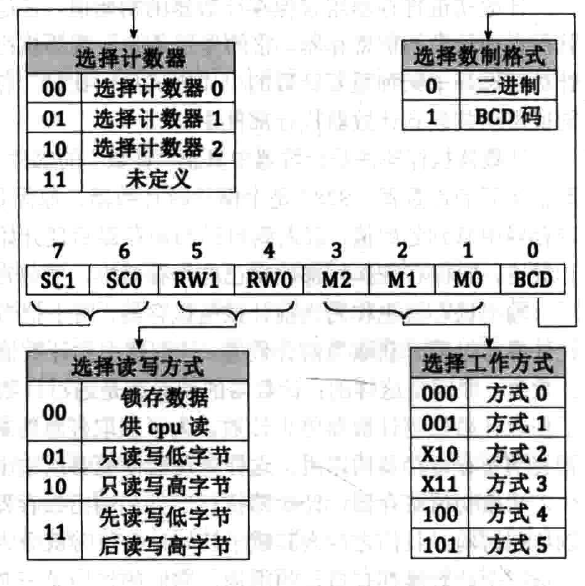 选择计数器
00 选择计数器 0
01 选择计数器 1
10 选择计数器 2
11 未定义
选择数制格式
0 二进制
1 BCD 码
7 6 5 4 3 2 1 0
SC1 SC0 RW1 RW0 M2 M1 M0 BCD
选择读写方式
00 锁存数据
供 cpu 读
01 只读写低字节
10 只读写高字节
11 先读写低字节
后读写高字节
选择工作方式
000 方式 0
001 方式 1
X10 方式 2
X11 方式 3
100 方式 4
101 方式 5